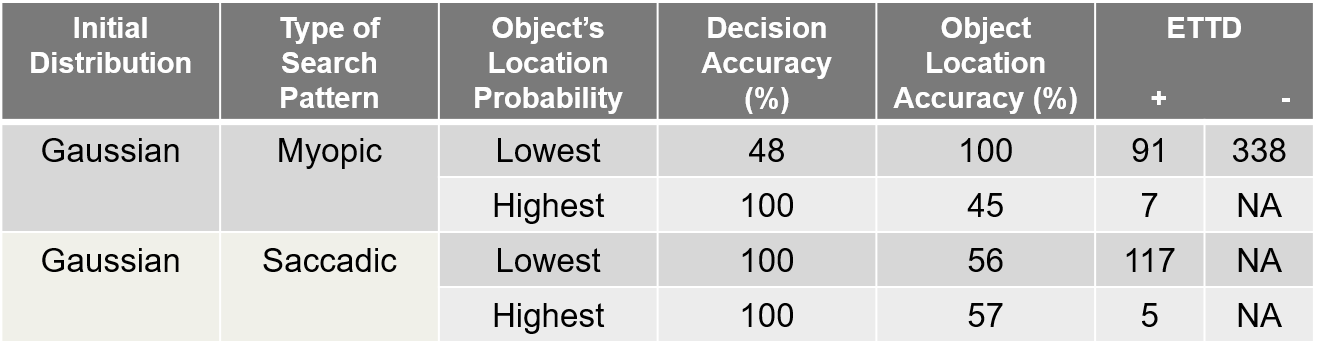 Initial Distribution Type of Search Pattern Object’s Location Probability Decision Accuracy (%) Object Location Accuracy (%) ETTD + -
Gaussian Myopic Lowest 48 100 91 338
Highest 100 45 7 NA
Gaussian Saccadic Lowest 100 56 117 NA
Highest 100 57 5 NA